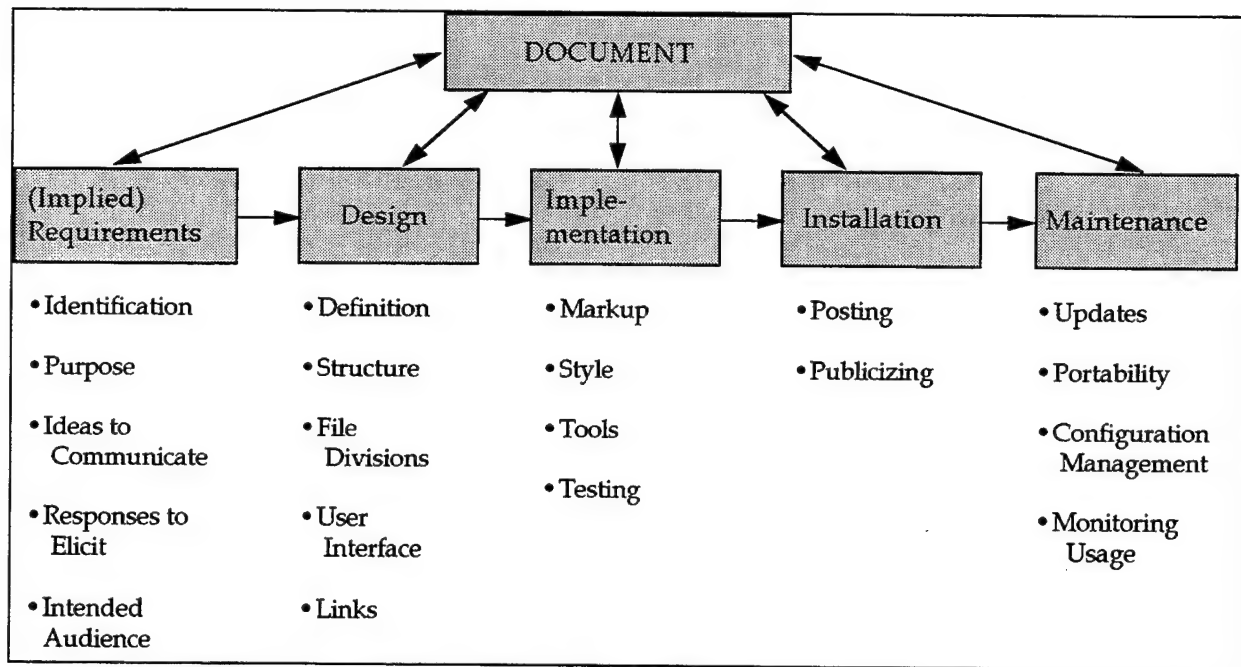 DOCUMENT
(Implied)
Requirements
Design
Imple-
mentation
Installation
Maintenance
• Identification
• Purpose
• Ideas to
Communicate
• Responses to
Elicit
• Intended
Audience
• Definition
• Structure
• File
Divisions
• User
Interface
• Links
• Markup
• Style
• Tools
• Testing
• Posting
• Publicizing
• Updates
• Portability
• Configuration
Management
• Monitoring
Usage